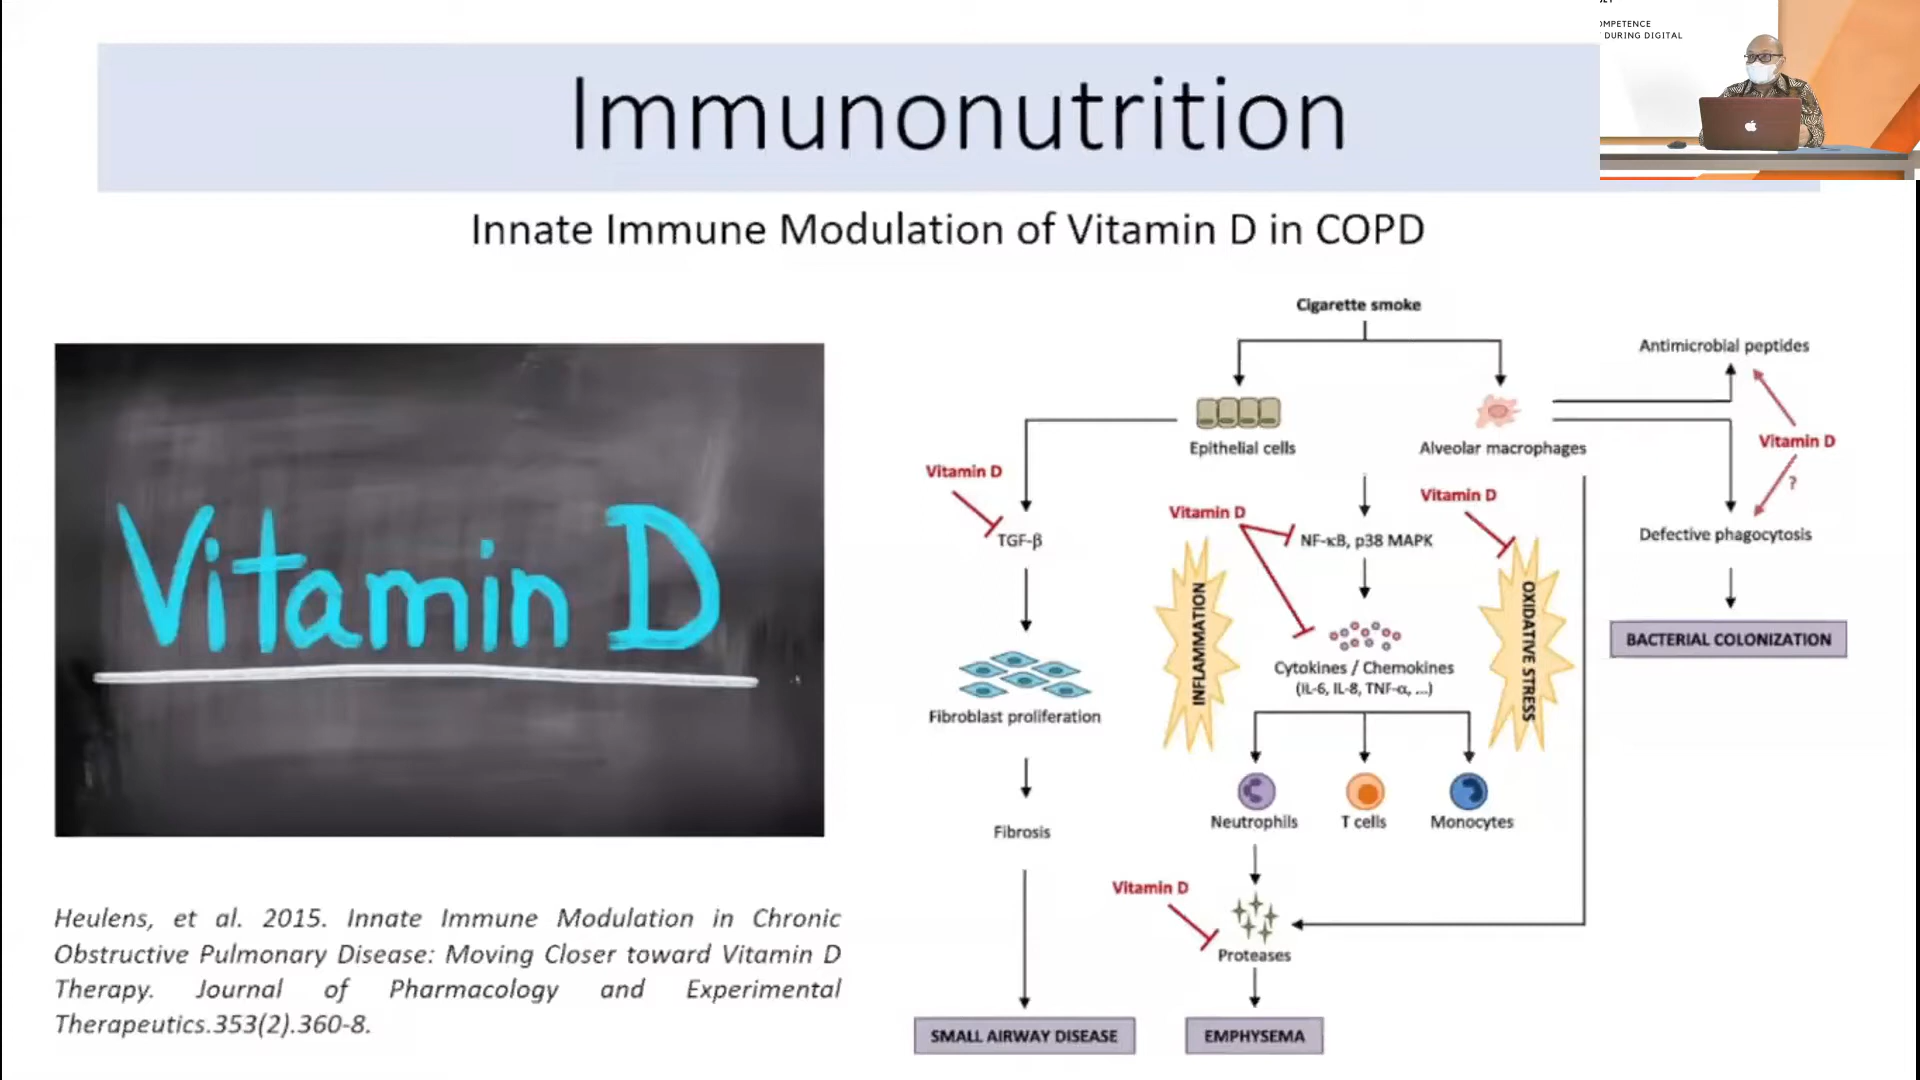 OMPETENCE
DURING DIGITAL
Immunonutrition
Innate Immune Modulation of Vitamin D in COPD
Vitamin D
Heulens, et al. 2015. Innate Immune Modulation in Chronic
Obstructive Pulmonary Disease: Moving Closer toward Vitamin D
Therapy. Journal of Pharmacology and Experimental
Therapeutics.353(2).360-8.
Cigarette smoke
Antimicrobial peptides
Epithelial cells
Alveolar macrophages
Vitamin D
?
Vitamin D
Vitamin D
Vitamin D
TGF-β
NF-κB, p38 MAPK
Defective phagocytosis
INFLAMMATION
OXIDATIVE STRESS
BACTERIAL COLONIZATION
Cytokines / Chemokines
(IL-6, IL-8, TNF-α, ...)
Fibroblast proliferation
Neutrophils
T cells
Monocytes
Fibrosis
Vitamin D
Proteases
SMALL AIRWAY DISEASE
EMPHYSEMA